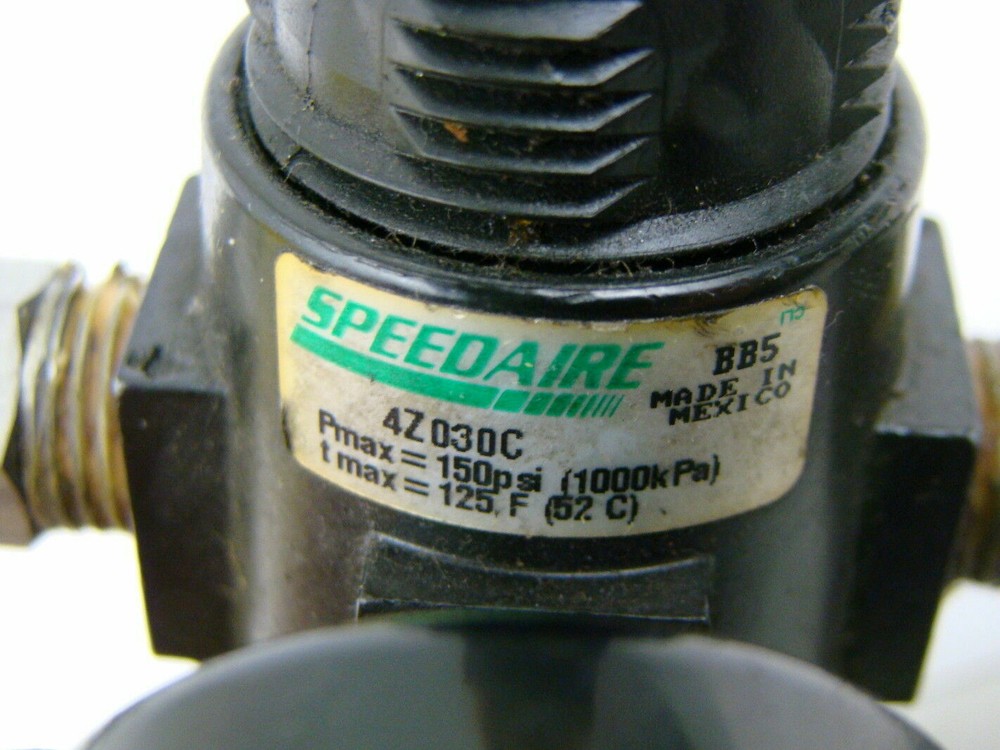 SPEEDAIRE
BB5
MADE IN
MEXICO
4Z030C
Pmax = 150psi (1000kPa)
t max = 125 F (52 C)